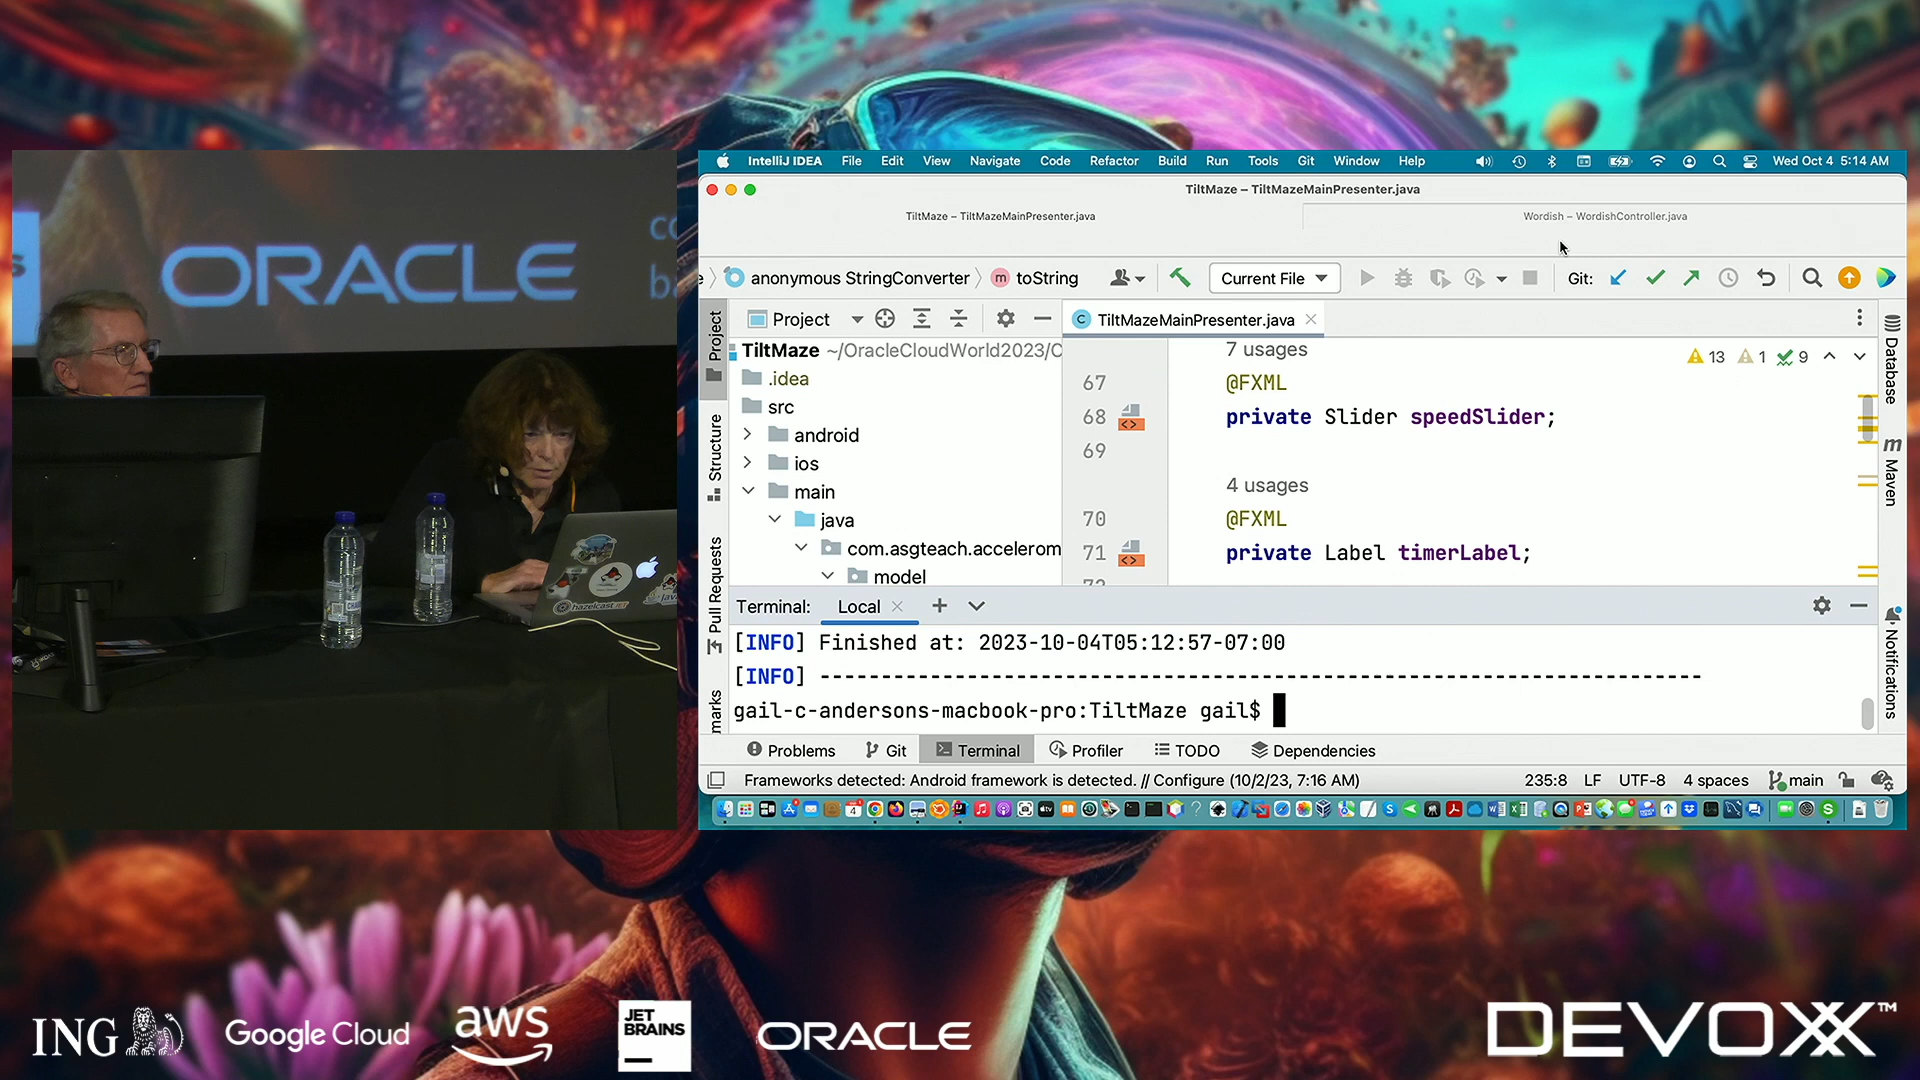 ORACLE
IntelliJ IDEA File Edit View Navigate Code Refactor Build Run Tools Git Window Help Wed Oct 4 5:14 AM
TiltMaze – TiltMazeMainPresenter.java
TiltMaze – TiltMazeMainPresenter.java
Wordish – WordishController.java
anonymous StringConverter
toString
Current File
Git:
Project
TiltMazeMainPresenter.java
TiltMaze ~/OracleCloudWorld2023/C
.idea
src
android
ios
main
java
com.asgteach.accelerom
model
Project
Structure
Pull Requests
marks
7 usages
13 1 9
67 @FXML
68 private Slider speedSlider;
69
4 usages
70 @FXML
71 private Label timerLabel;
Database
Maven
Notifications
Terminal: Local
[INFO] Finished at: 2023-10-04T05:12:57-07:00
[INFO] ------------------------------------------------------------------------
gail-c-andersons-macbook-pro:TiltMaze gail$
Problems Git Terminal Profiler TODO Dependencies
Frameworks detected: Android framework is detected. // Configure (10/2/23, 7:16 AM) 235:8 LF UTF-8 4 spaces main
hazelcast JET
ING
Google Cloud
aws
JET
BRAINS
ORACLE
DEVOXX™